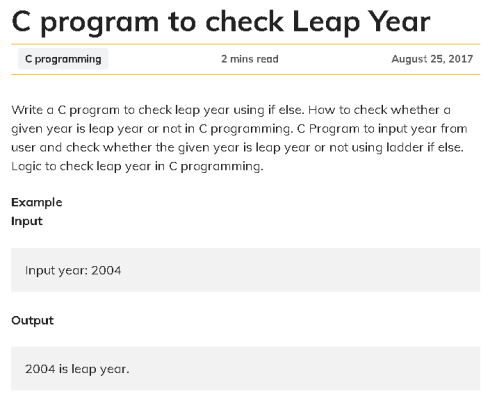 C program to check Leap Year
C programming 2 mins read August 25, 2017
Write a C program to check leap year using if else. How to check whether a
given year is leap year or not in C programming. C Program to input year from
user and check whether the given year is leap year or not using ladder if else.
Logic to check leap year in C programming.
Example
Input
Input year: 2004
Output
2004 is leap year.